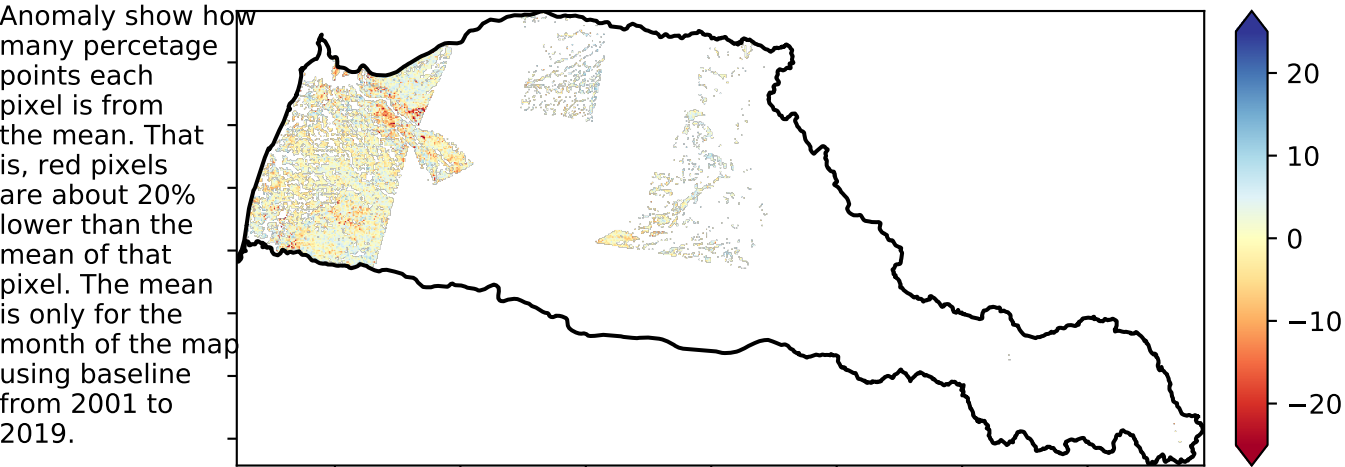 Anomaly show how
many percetage
points each
pixel is from
the mean. That
is, red pixels
are about 20%
lower than the
mean of that
pixel. The mean
is only for the
month of the map
using baseline
from 2001 to
2019.
20
10
0
−10
−20